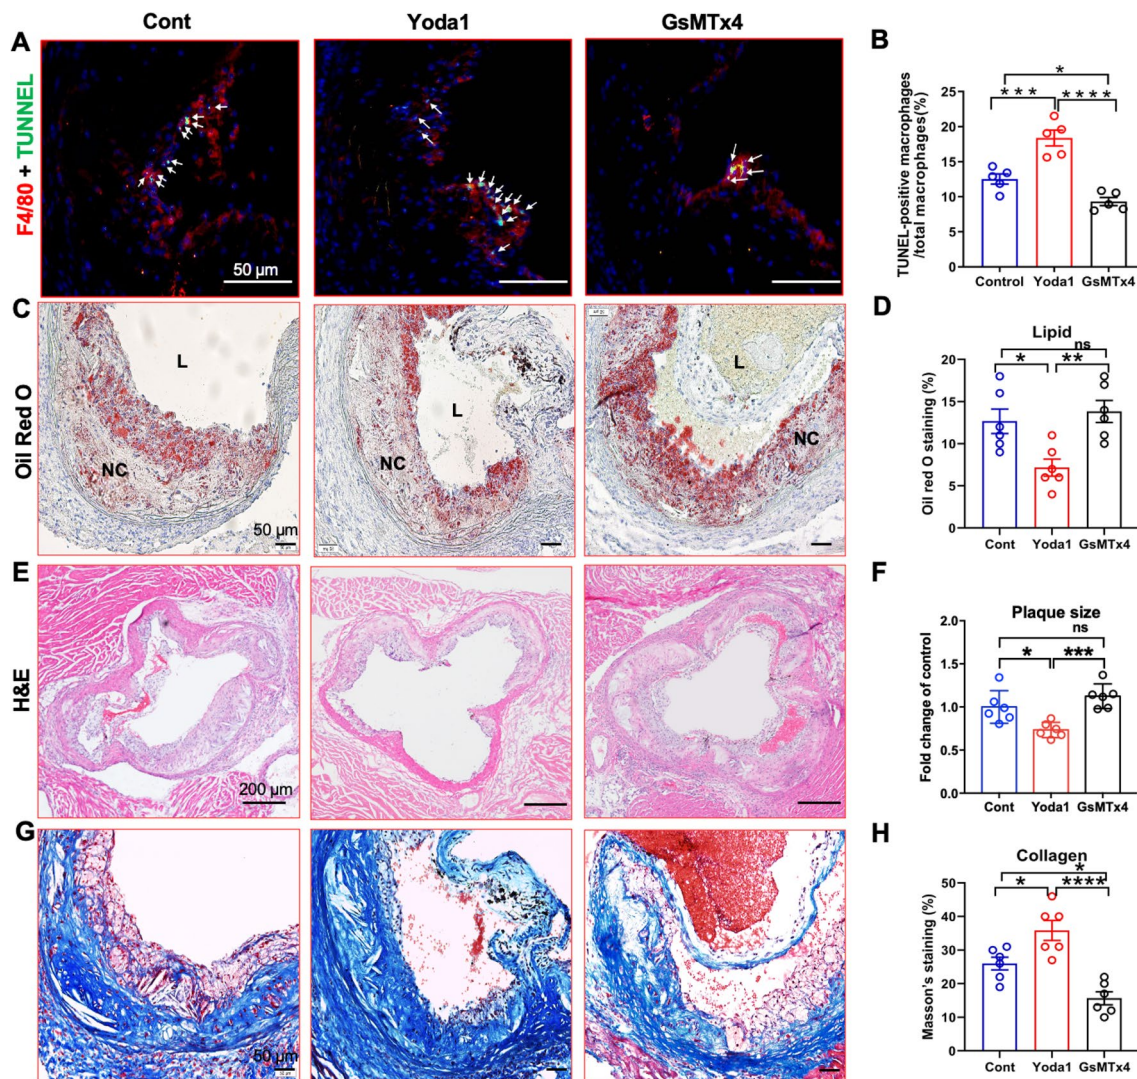 Cont
Yoda1
GsMTx4
A
F4/80 + TUNNEL
50 µm
B
TUNEL-positive macrophages
/total macrophages(%)
25
20
15
10
5
0
*
* * *
* * * *
Control
Yoda1
GsMTx4
C
Oil Red O
L
NC
50 µm
L
NC
L
NC
D
Lipid
ns
*
**
Oil red O staining (%)
20
15
10
5
0
Cont
Yoda1
GsMTx4
E
H&E
200 µm
F
Plaque size
ns
*
***
Fold change of control
2.0
1.5
1.0
0.5
0.0
Cont
Yoda1
GsMTx4
G
50 µm
H
Collagen
*
*
****
Masson's staining (%)
50
40
30
20
10
0
Cont
Yoda1
GsMTx4